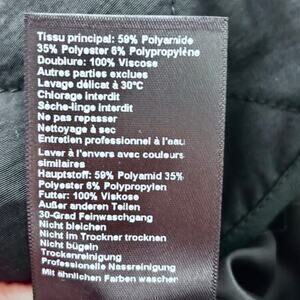 Tissu principal: 59% Polyamide
35% Polyester 6% Polypropylène
Doublure: 100% Viscose
Autres parties exclues
Lavage délicat à 30°C
Chlorage interdit
Sèche-linge interdit
Ne pas repasser
Nettoyage à sec
Entretien professionnel à l'eau
Laver à l'envers avec couleurs
similaires
Hauptstoff: 59% Polyamid 35%
Polyester 6% Polypropylen
Futter: 100% Viskose
Außer anderen Teilen
30-Grad Feinwaschgang
Nicht bleichen
Nicht im Trockner trocknen
Nicht bügeln
Trockenreinigung
Professionelle Nassreinigung
Mit ähnlichen Farben waschen